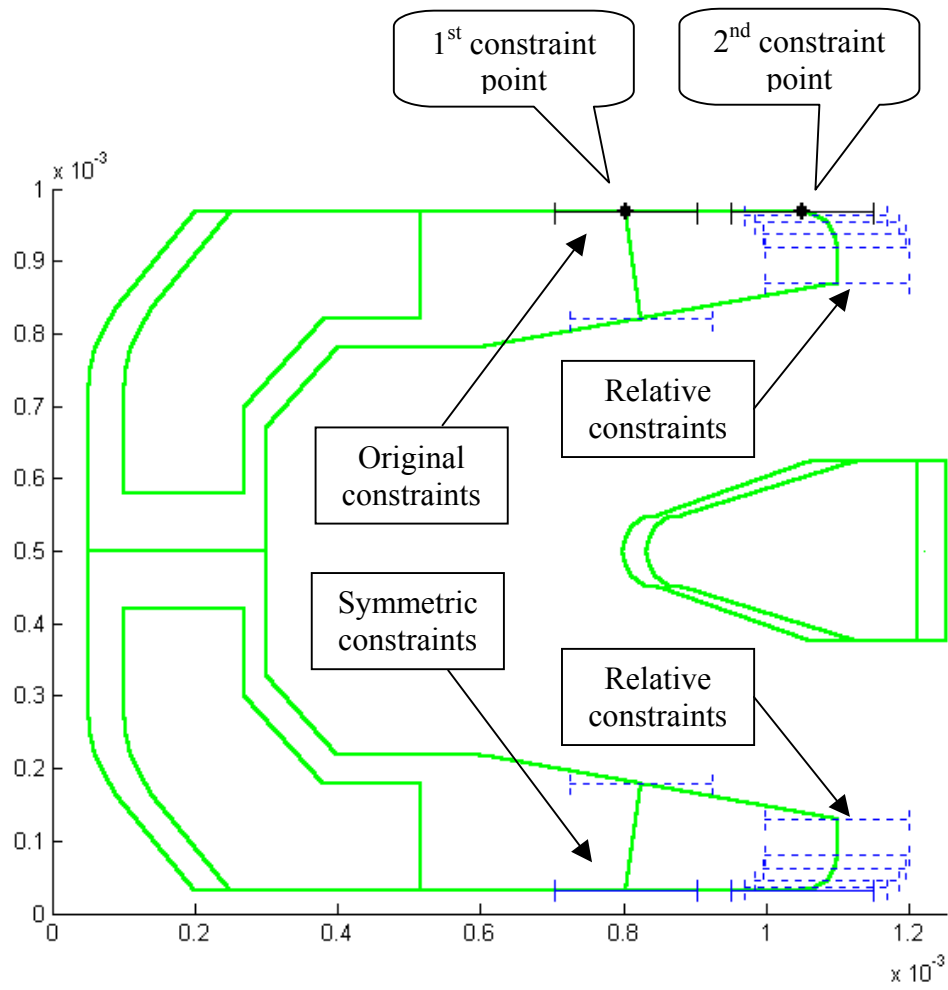 1st constraint
point
2nd constraint
point
x 10-3
1
0.9
0.8
0.7
0.6
0.5
0.4
0.3
0.2
0.1
0
Relative
constraints
Original
constraints
Symmetric
constraints
Relative
constraints
0 0.2 0.4 0.6 0.8 1 1.2
x 10-3